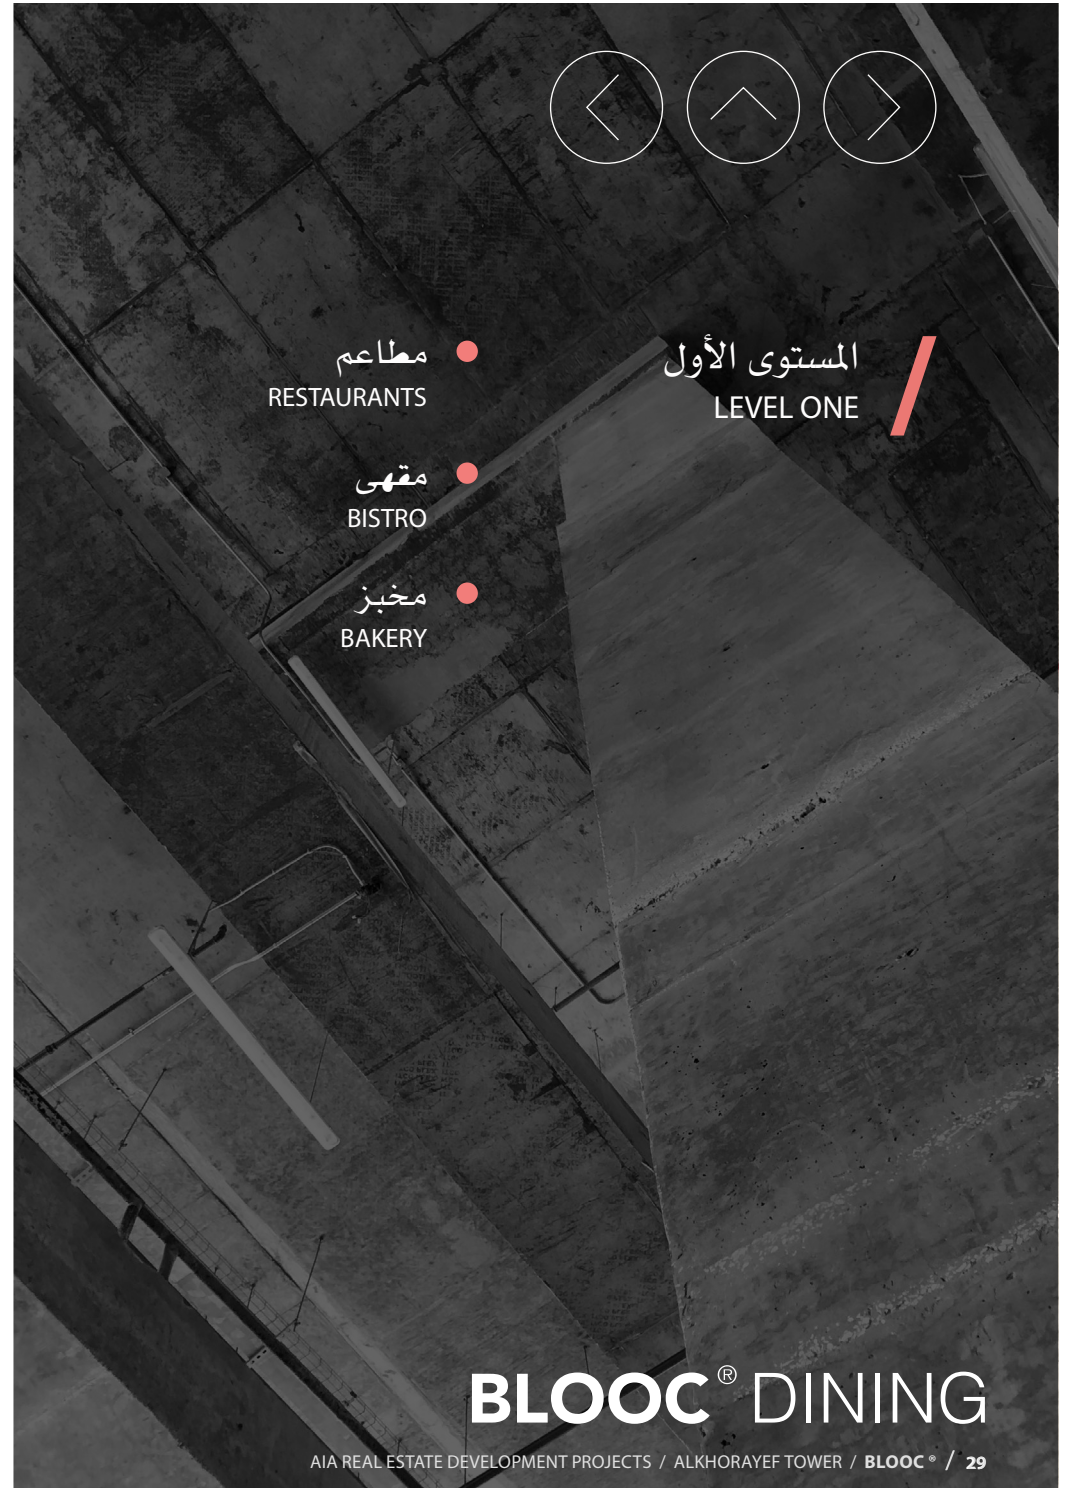 المستوى الأول
LEVEL ONE
مطاعم
RESTAURANTS
مقهى
BISTRO
مخبز
BAKERY
BLOOC ® DINING
AIA REAL ESTATE DEVELOPMENT PROJECTS / ALKHORAYEF TOWER / BLOOC ® / 29